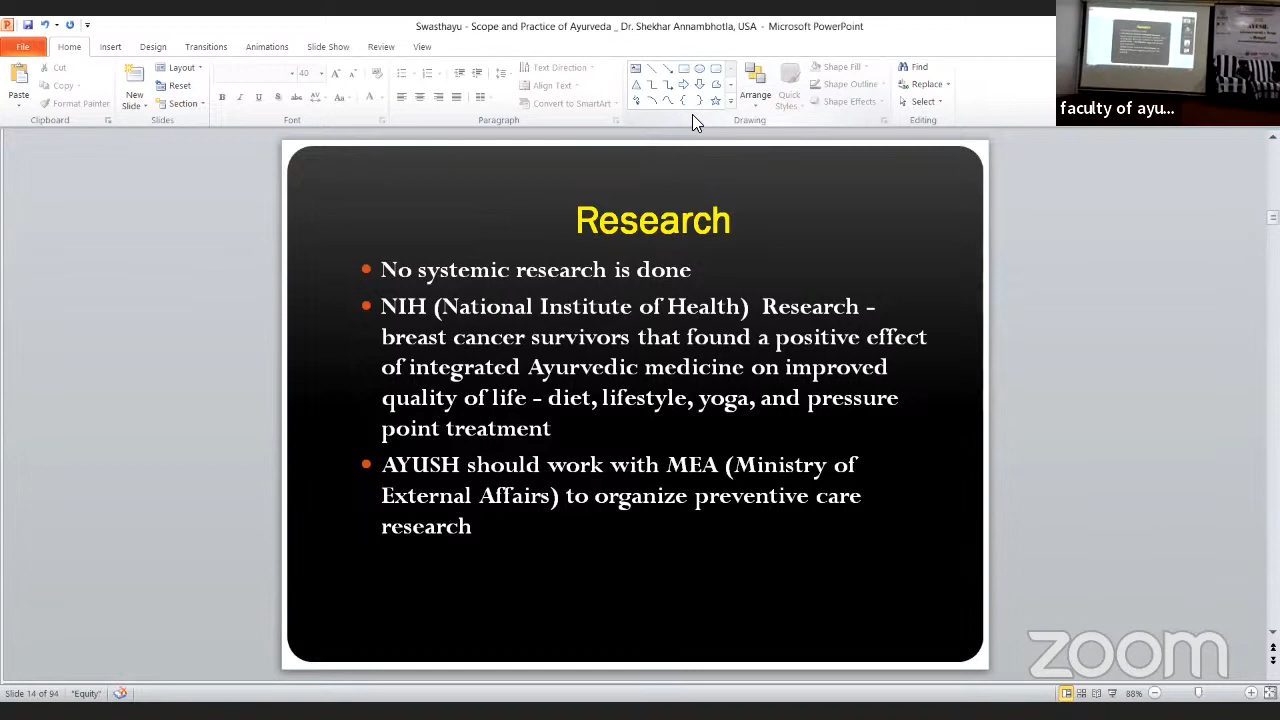 Swasthayu - Scope and Practice of Ayurveda _ Dr. Shekhar Annambhotla, USA - Microsoft PowerPoint
File Home Insert Design Transitions Animations Slide Show Review View
Paste
Cut
Copy
Format Painter
Clipboard
New Slide
Layout
Reset
Section
Slides
40
Font
Text Direction
Align Text
Convert to SmartArt
Paragraph
Arrange
Quick Styles
Shape Fill
Shape Outline
Shape Effects
Drawing
Find
Replace
Select
Editing
faculty of ayu...
Research
No systemic research is done
NIH (National Institute of Health) Research -
breast cancer survivors that found a positive effect
of integrated Ayurvedic medicine on improved
quality of life - diet, lifestyle, yoga, and pressure
point treatment
AYUSH should work with MEA (Ministry of
External Affairs) to organize preventive care
research
zoom
Slide 14 of 94 "Equity" 88%